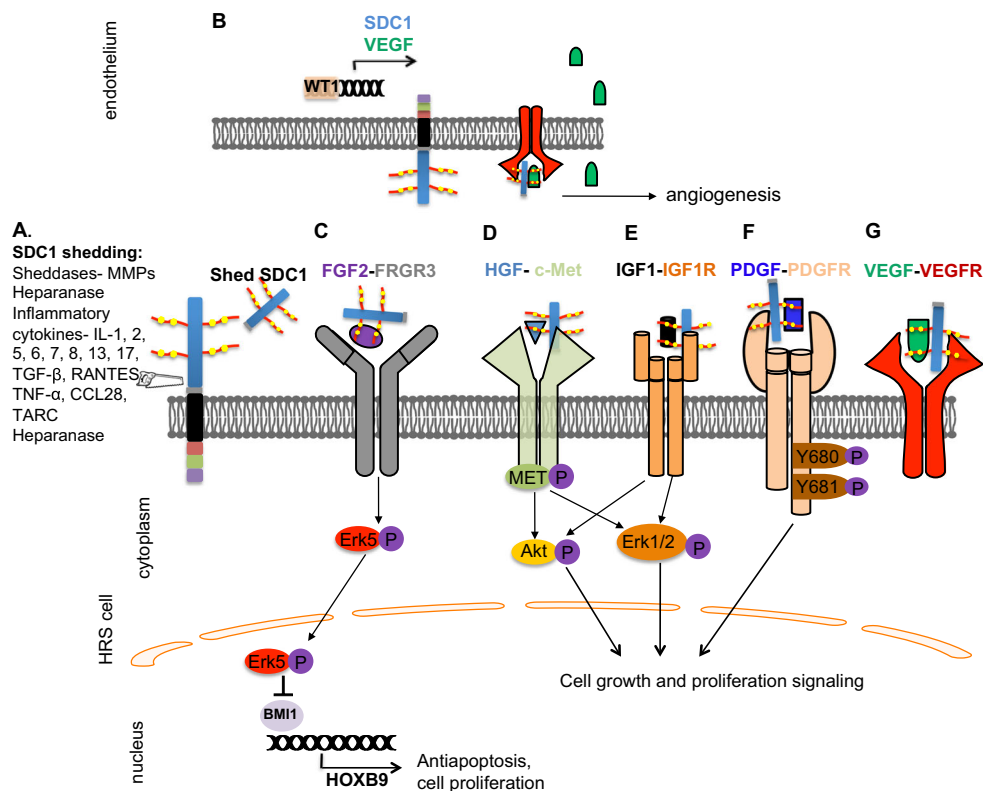 B
SDC1
VEGF
WT1
endothelium
angiogenesis
A.
SDC1 shedding:
Sheddases- MMPs
Heparanase
Inflammatory
cytokines- IL-1, 2,
5, 6, 7, 8, 13, 17,
TGF-β, RANTES
TNF-α, CCL28,
TARC
Heparanase
Shed SDC1
C
FGF2-FRGR3
D
HGF- c-Met
E
IGF1-IGF1R
F
PDGF-PDGFR
G
VEGF-VEGFR
MET P
Y680 P
Y681 P
cytoplasm
Erk5 P
Akt P
Erk1/2 P
HRS cell
Erk5 P
Cell growth and proliferation signaling
BMI1
nucleus
HOXB9
Antiapoptosis,
cell proliferation